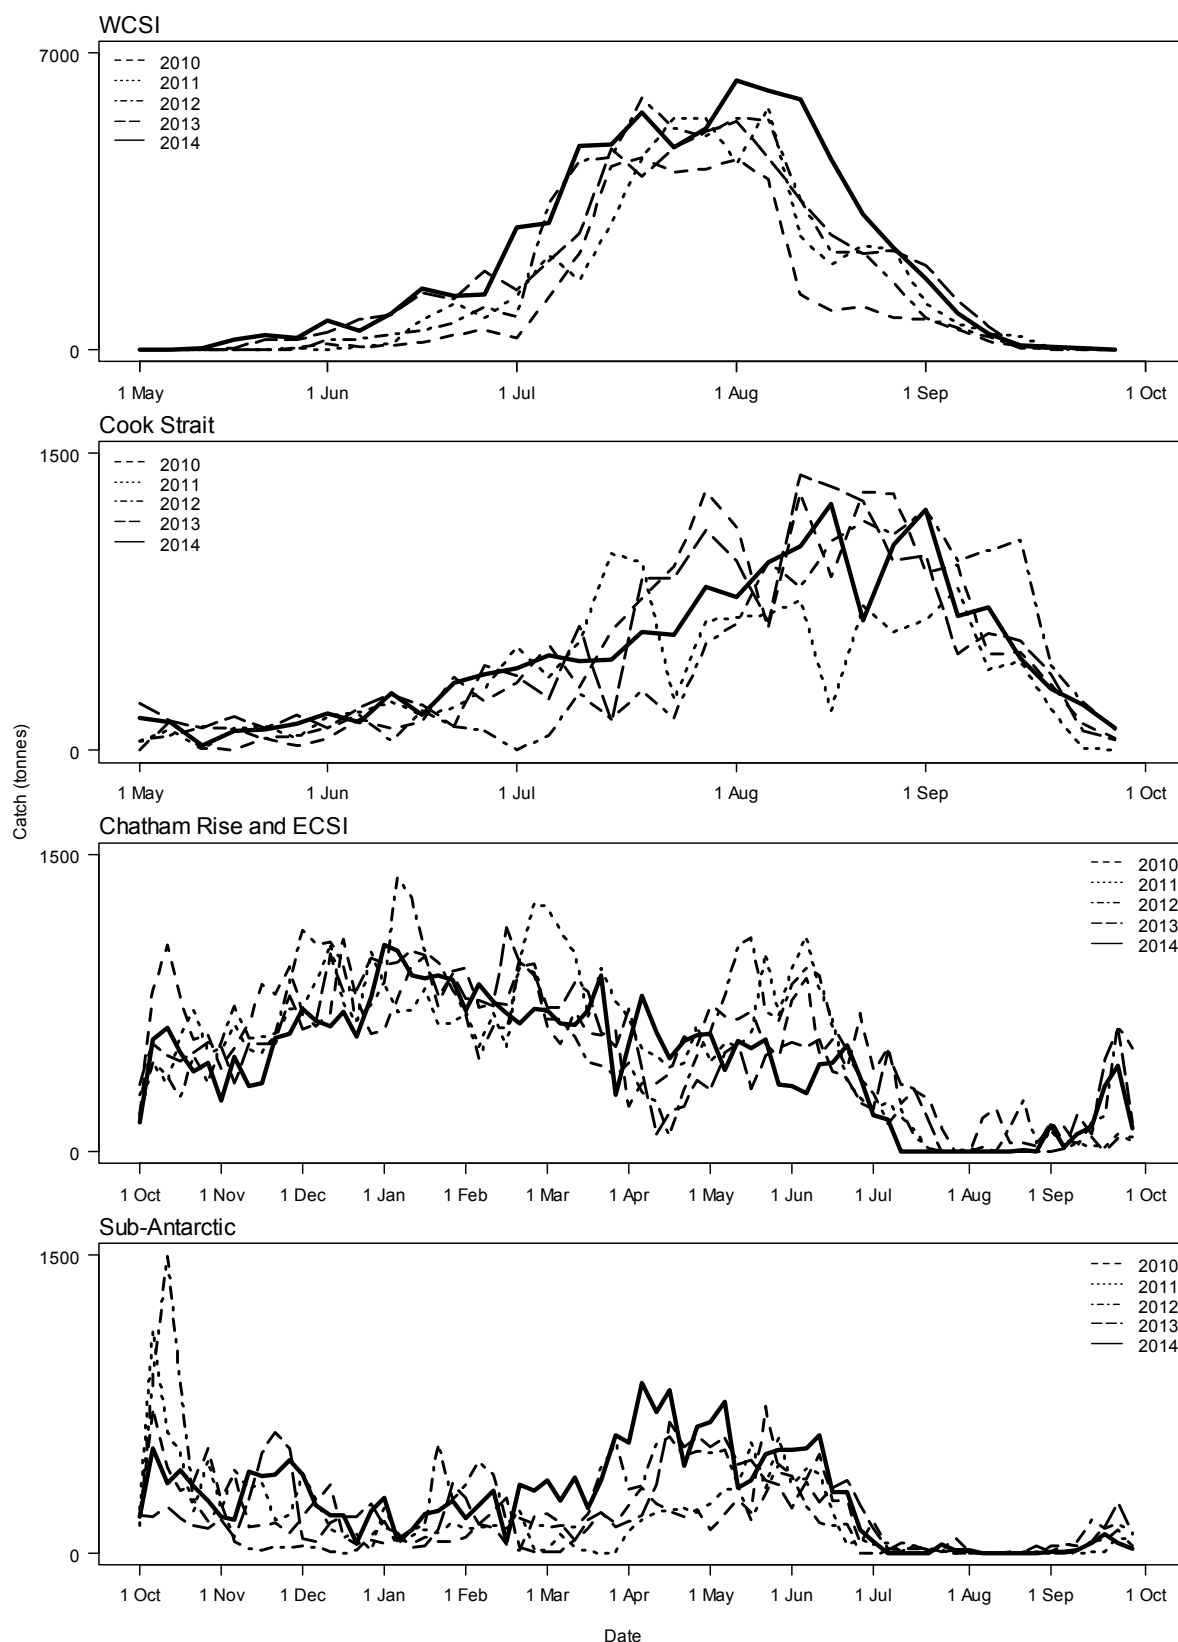 WCSI
7000
2010
2011
2012
2013
2014
0
1 May
1 Jun
1 Jul
1 Aug
1 Sep
1 Oct
Cook Strait
1500
2010
2011
2012
2013
2014
0
1 May
1 Jun
1 Jul
1 Aug
1 Sep
1 Oct
Catch (tonnes)
Chatham Rise and ECSI
1500
2010
2011
2012
2013
2014
0
1 Oct
1 Nov
1 Dec
1 Jan
1 Feb
1 Mar
1 Apr
1 May
1 Jun
1 Jul
1 Aug
1 Sep
1 Oct
Sub-Antarctic
1500
2010
2011
2012
2013
2014
0
1 Oct
1 Nov
1 Dec
1 Jan
1 Feb
1 Mar
1 Apr
1 May
1 Jun
1 Jul
1 Aug
1 Sep
1 Oct
Date